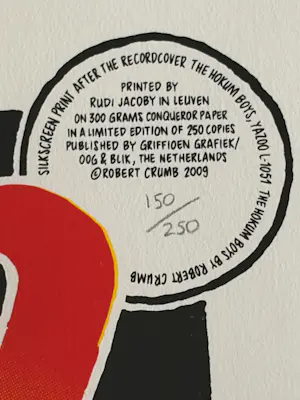 SILKSCREEN PRINT AFTER THE RECORDCOVER THE HOKUM BOYS, YAZOO L-1051 THE HOKUM BOYS BY ROBERT CRUMB
PRINTED BY
RUDI JACOBY IN LEUVEN
ON 300 GRAMS CONQUEROR PAPER
IN A LIMITED EDITION OF 250 COPIES
PUBLISHED BY GRIFFIOEN GRAFIEK/
OOG & BLIK, THE NETHERLANDS
©ROBERT CRUMB 2009
150/250